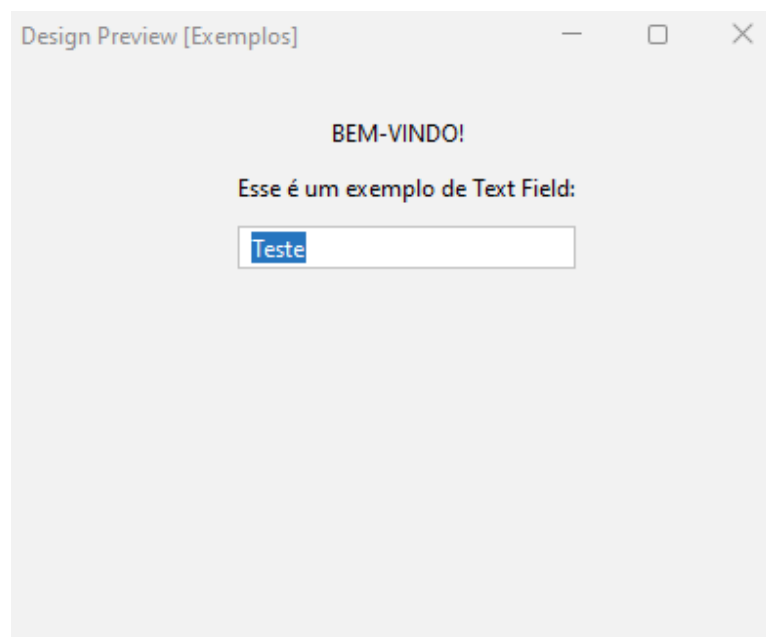 Design Preview [Exemplos]
BEM-VINDO!
Esse é um exemplo de Text Field:
Teste